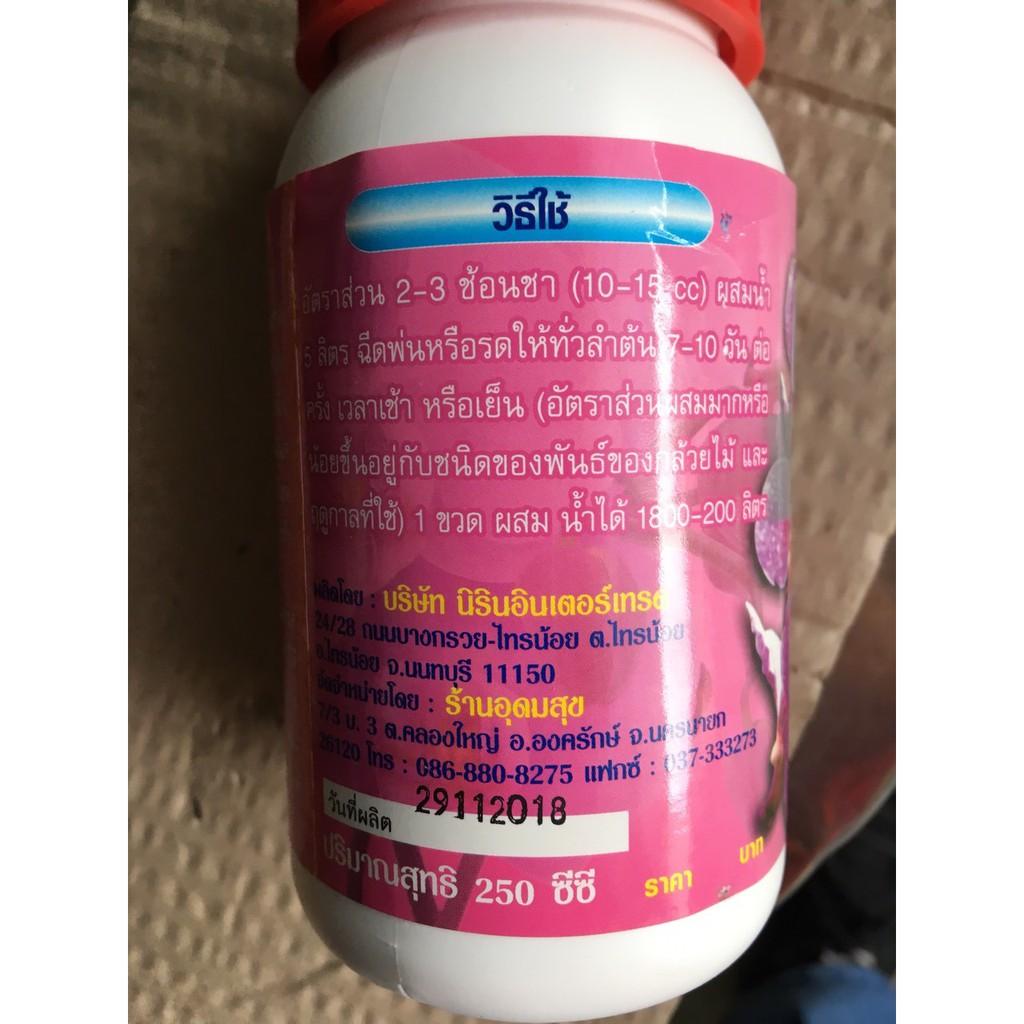 วิธีใช้
อัตราส่วน 2-3 ช้อนชา (10-15 cc) ผสมน้ำ
5 ลิตร ฉีดพ่นหรือรดให้ทั่วลำต้น 7-10 วัน ต่อ
ครั้ง เวลาเช้า หรือเย็น (อัตราส่วนผสมมากหรือ
น้อยขึ้นอยู่กับชนิดของพันธ์ของกล้วยไม้ และ
ฤดูกาลที่ใช้) 1 ขวด ผสม น้ำได้ 1800-200 ลิตร
ผลิตโดย : บริษัท นิรินอินเตอร์เทรด
24/28 ถนนบางกรวย-ไทรน้อย ต.ไทรน้อย
อ.ไทรน้อย จ.นนทบุรี 11150
จัดจำหน่ายโดย : ร้านอุดมสุข
7/3 ม. 3 ต.คลองใหญ่ อ.องครักษ์ จ.นครนายก
26120 โทร : 086-880-8275 แฟกซ์ : 037-333273
วันที่ผลิต 29112018
ปริมาณสุทธิ 250 ซีซี ราคา บาท